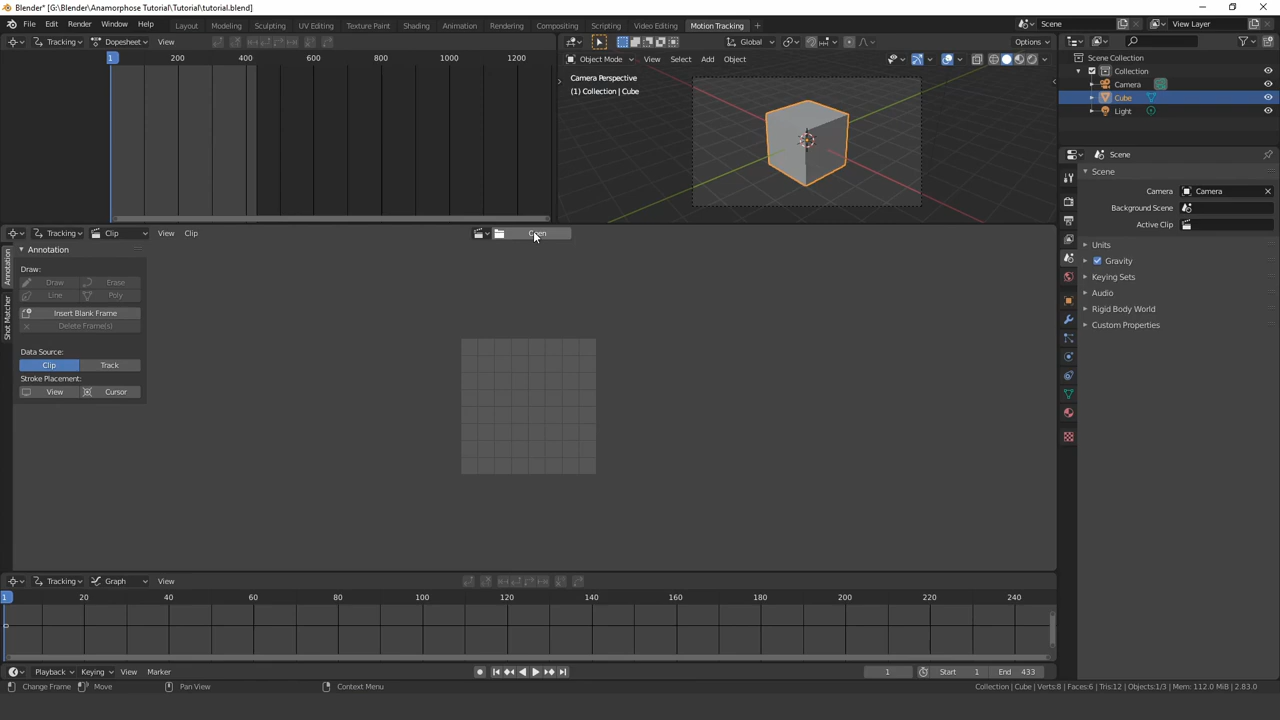 Blender* [G:\Blender\Anamorphose Tutorial\Tutorial\tutorial.blend]
File Edit Render Window Help Layout Modeling Sculpting UV Editing Texture Paint Shading Animation Rendering Compositing Scripting Video Editing Motion Tracking + Scene View Layer
Tracking Dopesheet View Global Options
1 200 400 600 800 1000 1200
Object Mode View Select Add Object
Camera Perspective
(1) Collection | Cube
Scene Collection
Collection
Camera
Cube
Light
Scene
Scene
Camera Camera
Background Scene
Active Clip
Units
Gravity
Keying Sets
Audio
Rigid Body World
Custom Properties
Tracking Clip View Clip Open
Annotation
Shot Matcher
Annotation
Draw:
Draw Erase
Line Poly
Insert Blank Frame
Delete Frame(s)
Data Source:
Clip Track
Stroke Placement:
View Cursor
Tracking Graph View
1 20 40 60 80 100 120 140 160 180 200 220 240
Playback Keying View Marker 1 Start 1 End 433
Change Frame Move Pan View Context Menu Collection | Cube | Verts:8 | Faces:6 | Tris:12 | Objects:1/3 | Mem: 112.0 MiB | 2.83.0